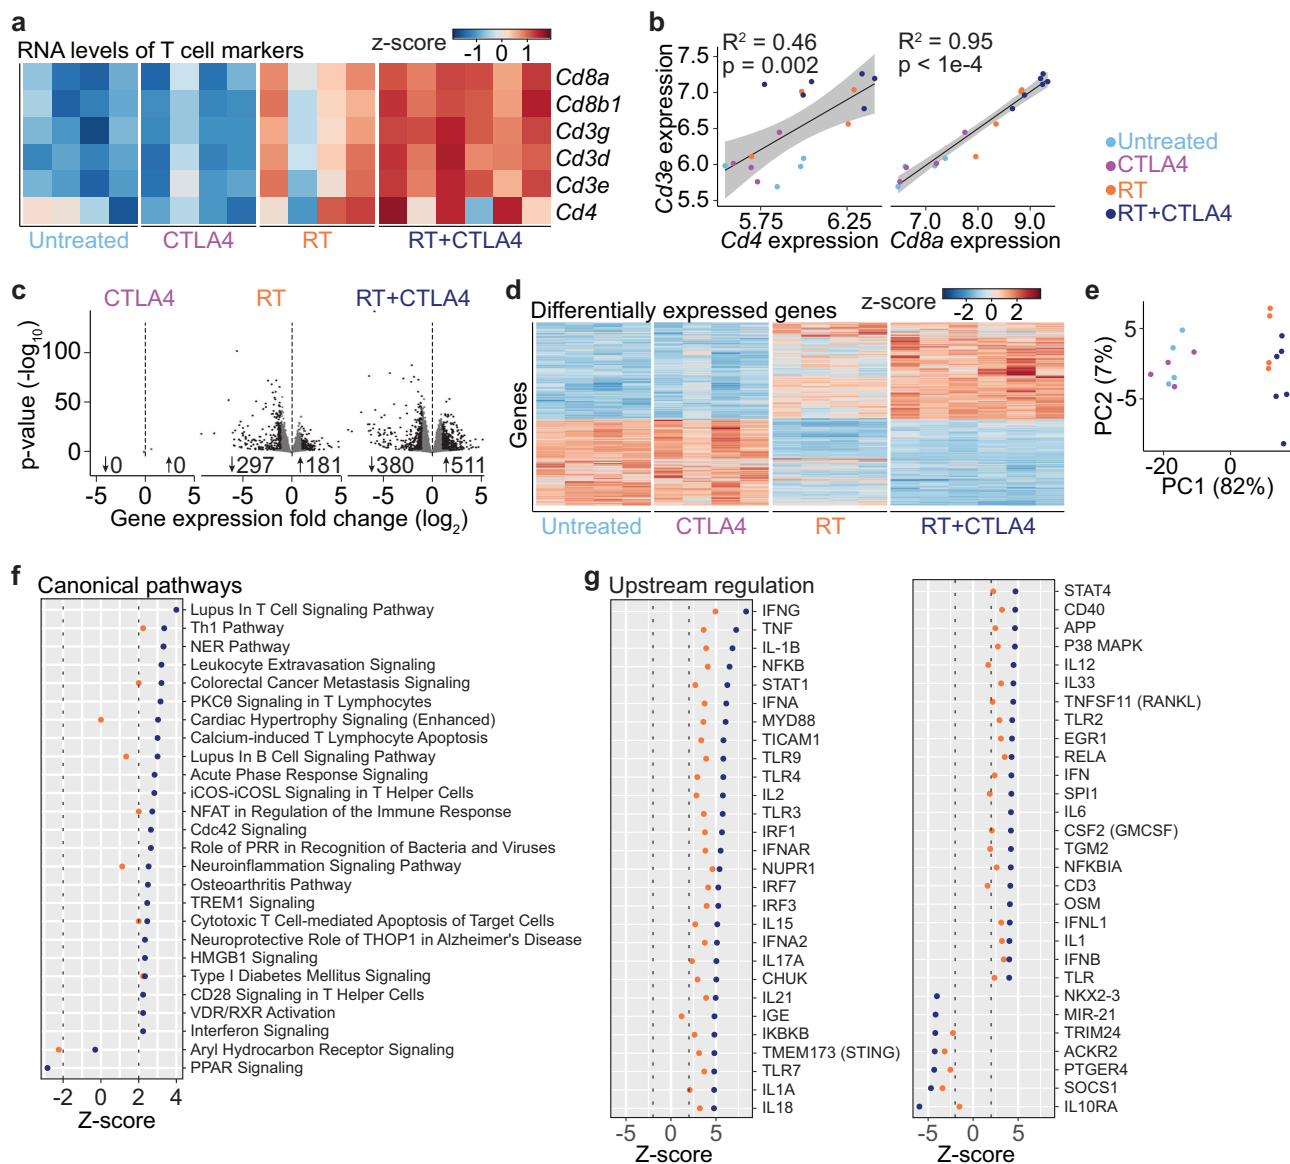 a
RNA levels of T cell markers
z-score
-1 0 1
Cd8a
Cd8b1
Cd3g
Cd3d
Cd3e
Cd4
Untreated
CTLA4
RT
RT+CTLA4
b
Cd3e expression
7.5
7.0
6.5
6.0
5.5
R² = 0.46
p = 0.002
R² = 0.95
p < 1e-4
5.75
6.25
7.0
8.0
9.0
Cd4 expression
Cd8a expression
Untreated
CTLA4
RT
RT+CTLA4
c
CTLA4
RT
RT+CTLA4
p-value (-log₁₀)
100
50
0
↓0 ↑0
↓297 ↑181
↓380 ↑511
-5 0 5
-5 0 5
-5 0 5
Gene expression fold change (log₂)
d
Differentially expressed genes
z-score
-2 0 2
Genes
Untreated
CTLA4
RT
RT+CTLA4
e
PC2 (7%)
5
-5
-20 0
PC1 (82%)
f
Canonical pathways
Lupus In T Cell Signaling Pathway
Th1 Pathway
NER Pathway
Leukocyte Extravasation Signaling
Colorectal Cancer Metastasis Signaling
PKCθ Signaling in T Lymphocytes
Cardiac Hypertrophy Signaling (Enhanced)
Calcium-induced T Lymphocyte Apoptosis
Lupus In B Cell Signaling Pathway
Acute Phase Response Signaling
iCOS-iCOSL Signaling in T Helper Cells
NFAT in Regulation of the Immune Response
Cdc42 Signaling
Role of PRR in Recognition of Bacteria and Viruses
Neuroinflammation Signaling Pathway
Osteoarthritis Pathway
TREM1 Signaling
Cytotoxic T Cell-mediated Apoptosis of Target Cells
Neuroprotective Role of THOP1 in Alzheimer's Disease
HMGB1 Signaling
Type I Diabetes Mellitus Signaling
CD28 Signaling in T Helper Cells
VDR/RXR Activation
Interferon Signaling
Aryl Hydrocarbon Receptor Signaling
PPAR Signaling
-2 0 2 4
Z-score
g
Upstream regulation
IFNG
TNF
IL-1B
NFKB
STAT1
IFNA
MYD88
TICAM1
TLR9
TLR4
IL2
TLR3
IRF1
IFNAR
NUPR1
IRF7
IRF3
IL15
IFNA2
IL17A
CHUK
IL21
IGE
IKBKB
TMEM173 (STING)
TLR7
IL1A
IL18
-5 0 5
Z-score
STAT4
CD40
APP
P38 MAPK
IL12
IL33
TNFSF11 (RANKL)
TLR2
EGR1
RELA
IFN
SPI1
IL6
CSF2 (GMCSF)
TGM2
NFKBIA
CD3
OSM
IFNL1
IL1
IFNB
TLR
NKX2-3
MIR-21
TRIM24
ACKR2
PTGER4
SOCS1
IL10RA
-5 0 5
Z-score